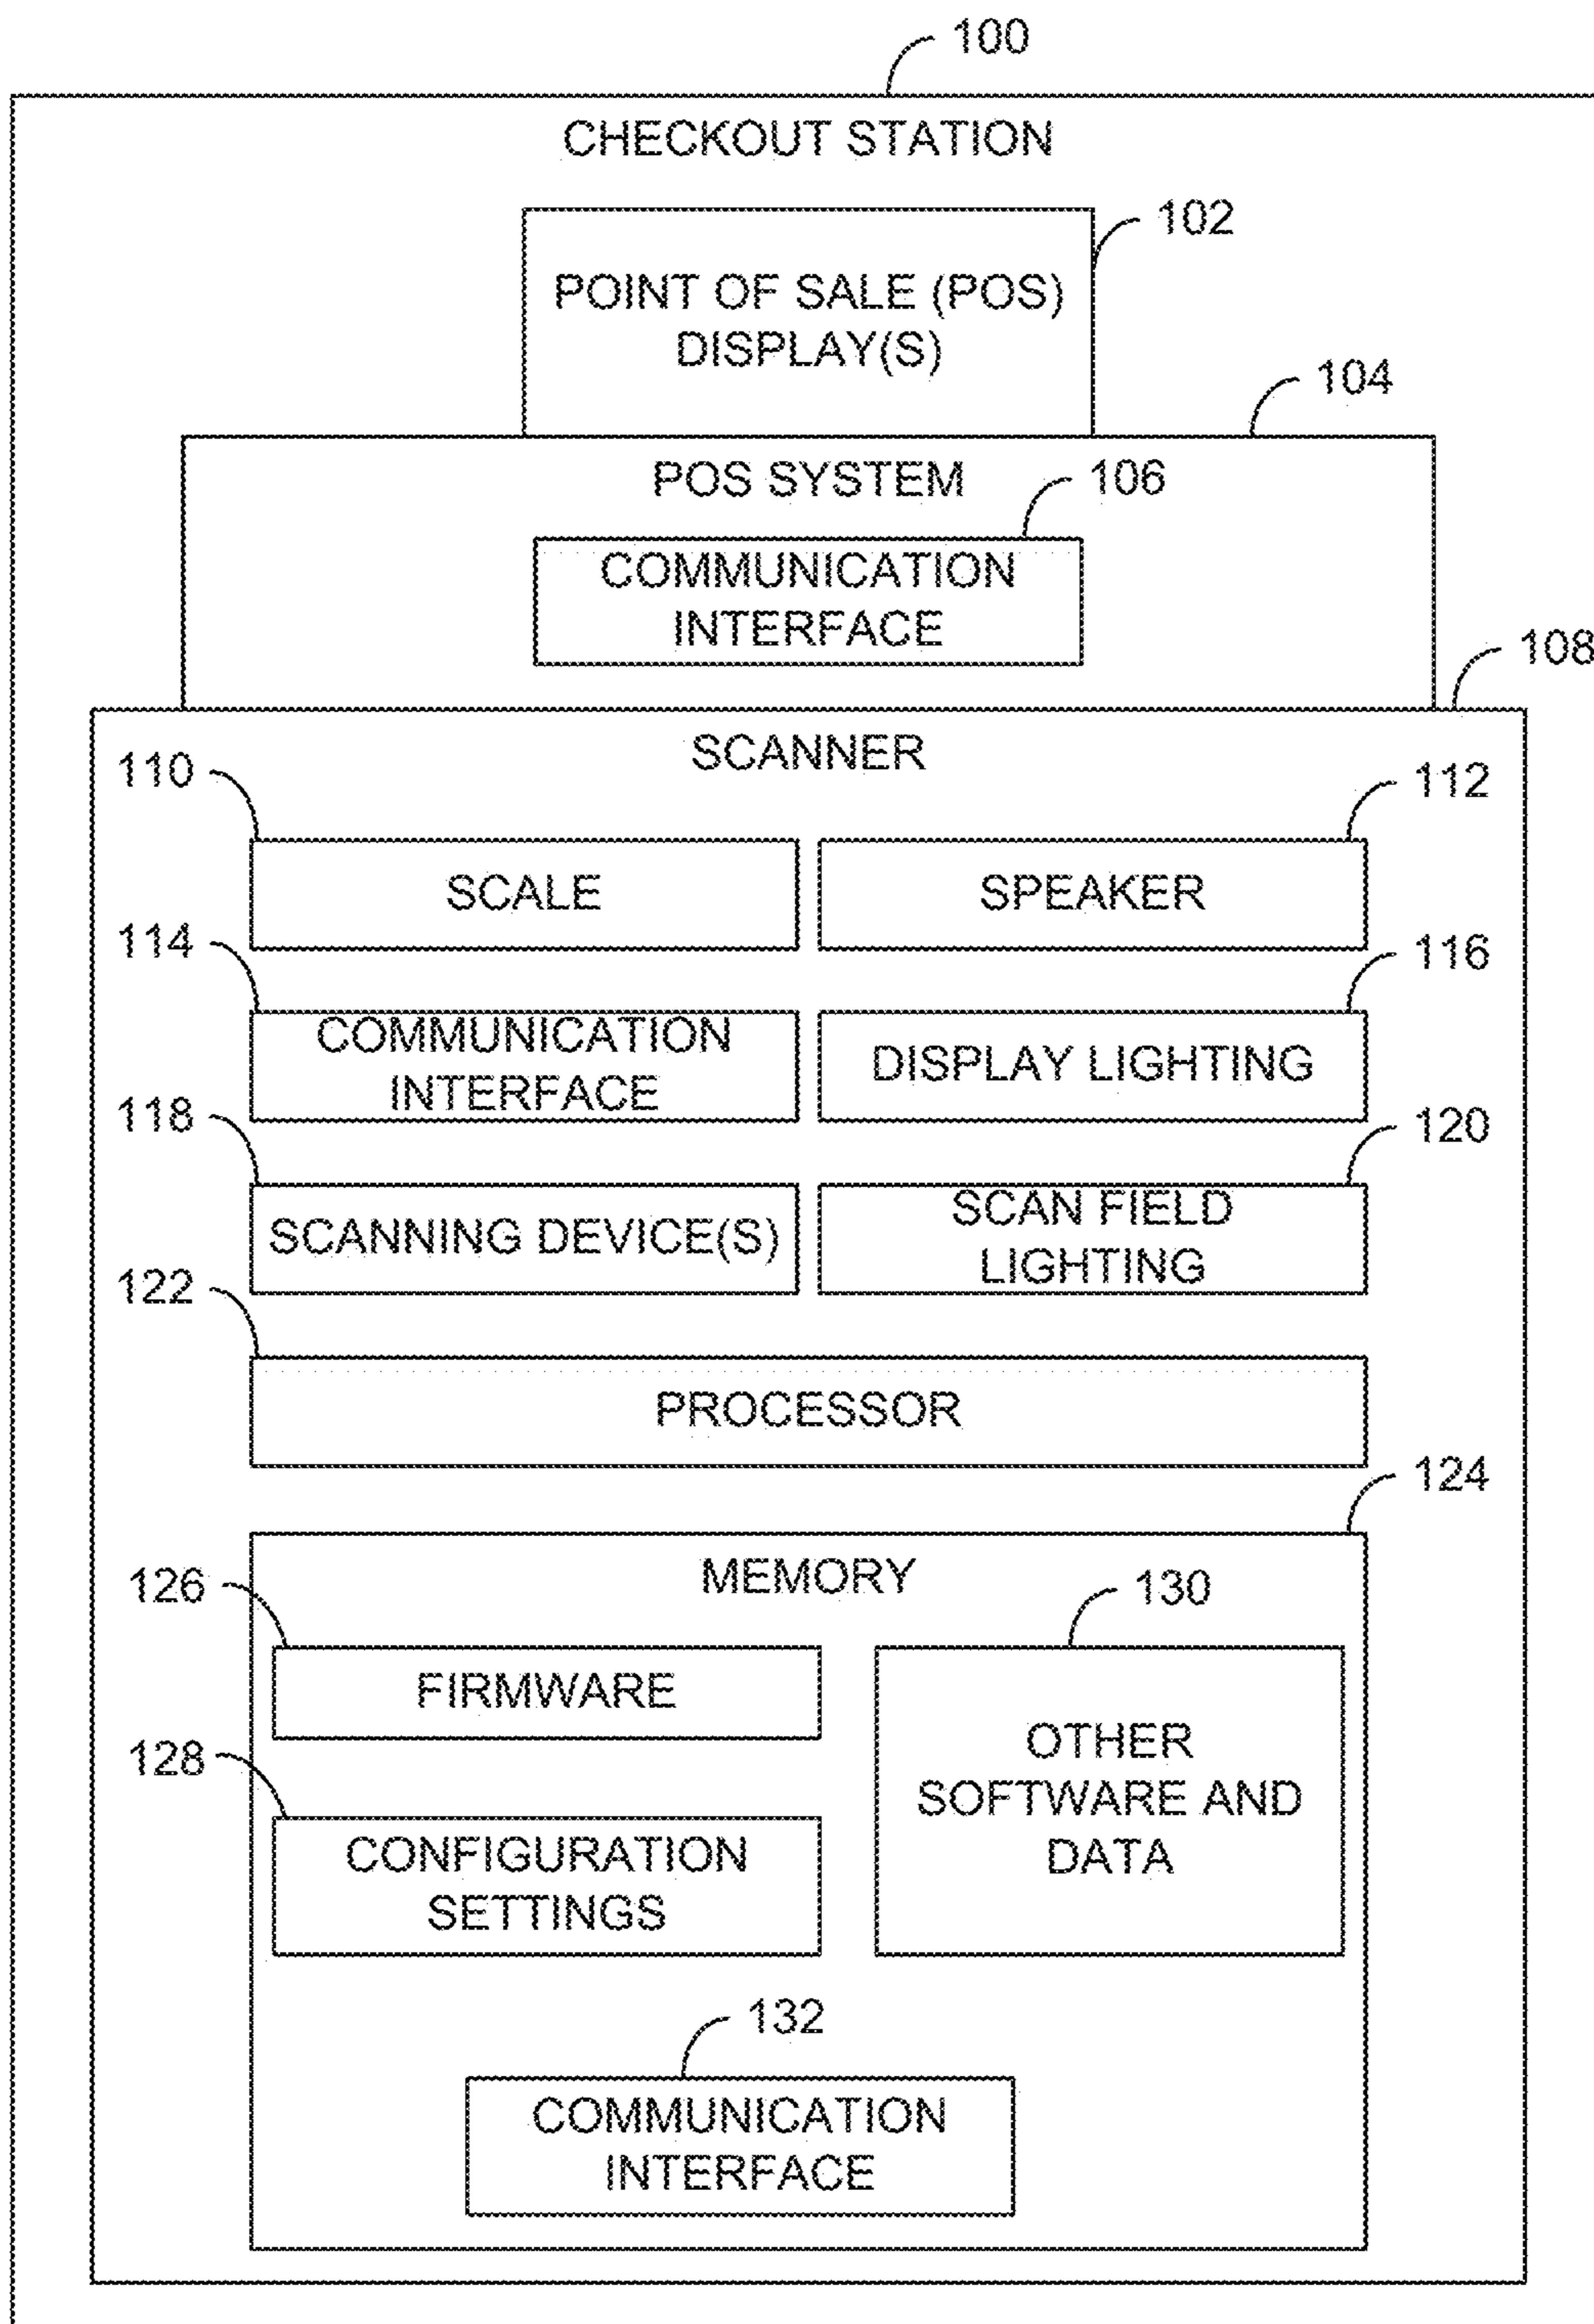 100
CHECKOUT STATION
102
POINT OF SALE (POS)
DISPLAY(S)
104
POS SYSTEM
106
COMMUNICATION
INTERFACE
108
SCANNER
110
112
SCALE
SPEAKER
114
116
COMMUNICATION
INTERFACE
DISPLAY LIGHTING
118
120
SCANNING DEVICE(S)
SCAN FIELD
LIGHTING
122
PROCESSOR
124
MEMORY
126
130
FIRMWARE
OTHER
SOFTWARE AND
DATA
128
CONFIGURATION
SETTINGS
132
COMMUNICATION
INTERFACE